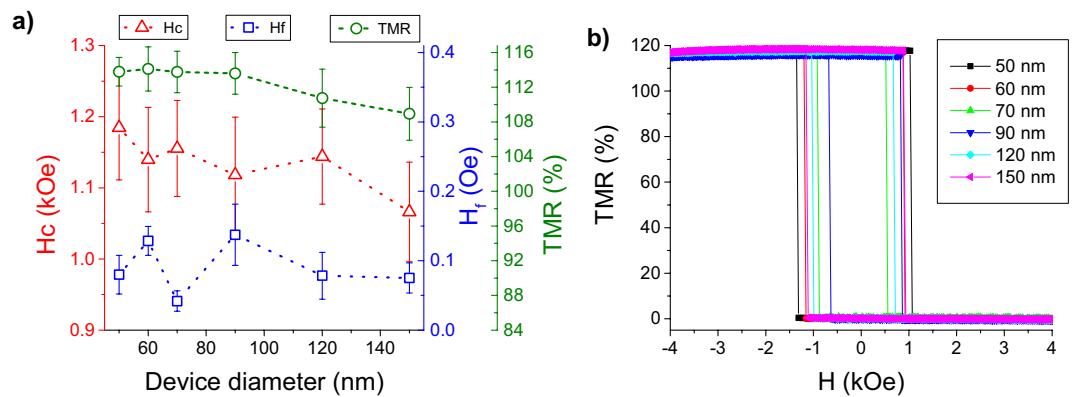 a)
Hc
Hf
TMR
1.3
1.2
1.1
1.0
0.9
Hc (kOe)
60
80
100
120
140
Device diameter (nm)
0.4
0.3
0.2
0.1
0.0
H_f (Oe)
116
112
108
104
100
96
92
88
84
TMR (%)
b)
120
100
80
60
40
20
0
TMR (%)
-4
-3
-2
-1
0
1
2
3
4
H (kOe)
50 nm
60 nm
70 nm
90 nm
120 nm
150 nm